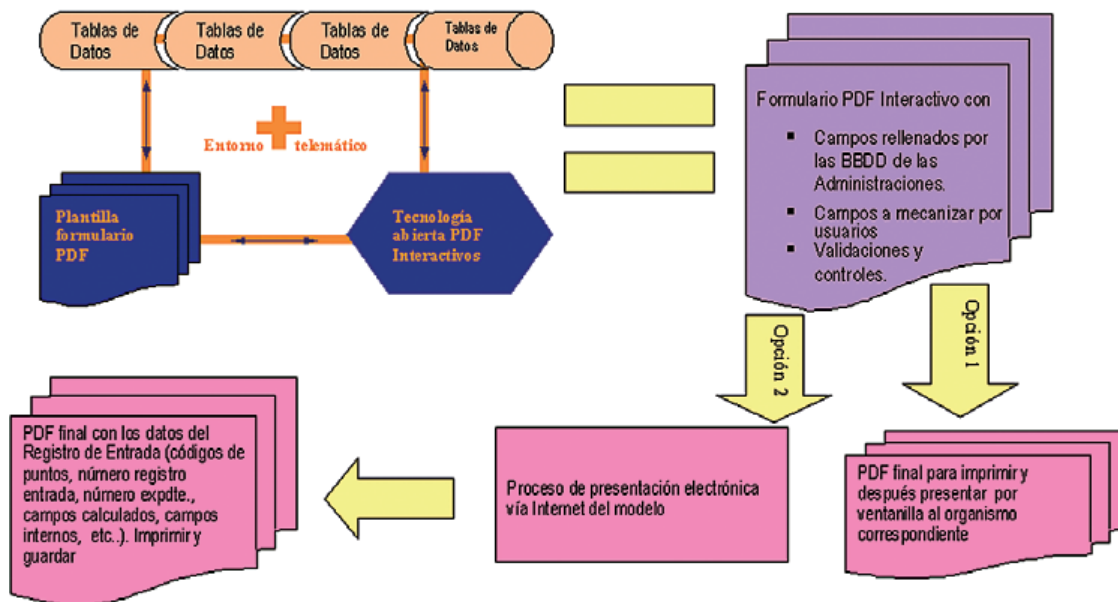 Tablas de
Datos
Tablas de
Datos
Tablas de
Datos
Tablas de
Datos
Entorno telemático
Plantilla
formulario
PDF
Tecnología
abierta PDF
Interactivos
Formulario PDF Interactivo con
▪ Campos rellenados por
las BBDD de las
Administraciones.
▪ Campos a mecanizar por
usuarios
▪ Validaciones y
controles.
Opción 2
Opción 1
PDF final con los datos del
Registro de Entrada (códigos de
puntos, número registro
entrada, número expdte.,
campos calculados, campos
internos, etc..). Imprimir y
guardar
Proceso de presentación electrónica
vía Internet del modelo
PDF final para imprimir y
después presentar por
ventanilla al organismo
correspondiente